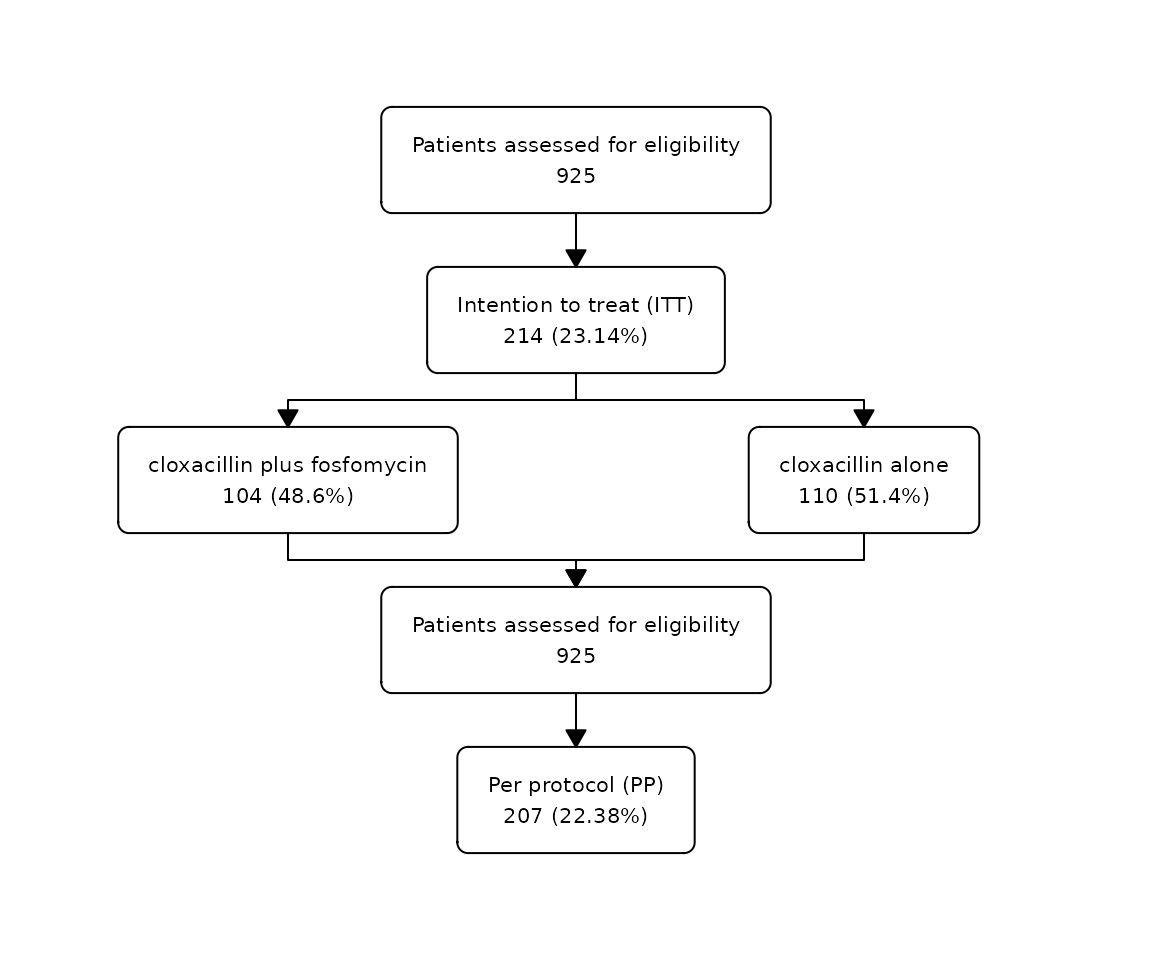 Patients assessed for eligibility
925
Intention to treat (ITT)
214 (23.14%)
cloxacillin plus fosfomycin
104 (48.6%)
cloxacillin alone
110 (51.4%)
Patients assessed for eligibility
925
Per protocol (PP)
207 (22.38%)